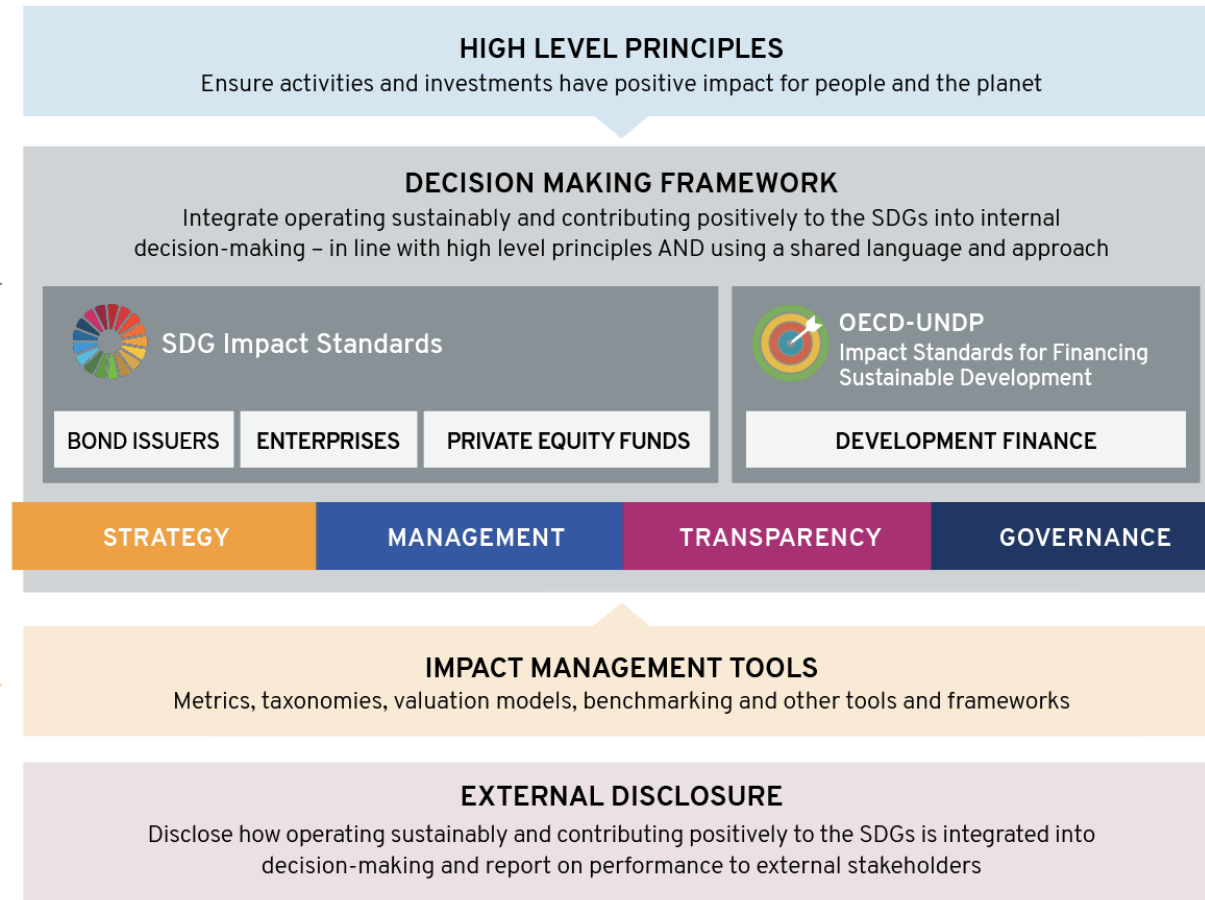 HIGH LEVEL PRINCIPLES
Ensure activities and investments have positive impact for people and the planet
DECISION MAKING FRAMEWORK
Integrate operating sustainably and contributing positively to the SDGs into internal
decision-making – in line with high level principles AND using a shared language and approach
SDG Impact Standards
BOND ISSUERS
ENTERPRISES
PRIVATE EQUITY FUNDS
OECD-UNDP
Impact Standards for Financing
Sustainable Development
DEVELOPMENT FINANCE
STRATEGY
MANAGEMENT
TRANSPARENCY
GOVERNANCE
IMPACT MANAGEMENT TOOLS
Metrics, taxonomies, valuation models, benchmarking and other tools and frameworks
EXTERNAL DISCLOSURE
Disclose how operating sustainably and contributing positively to the SDGs is integrated into
decision-making and report on performance to external stakeholders